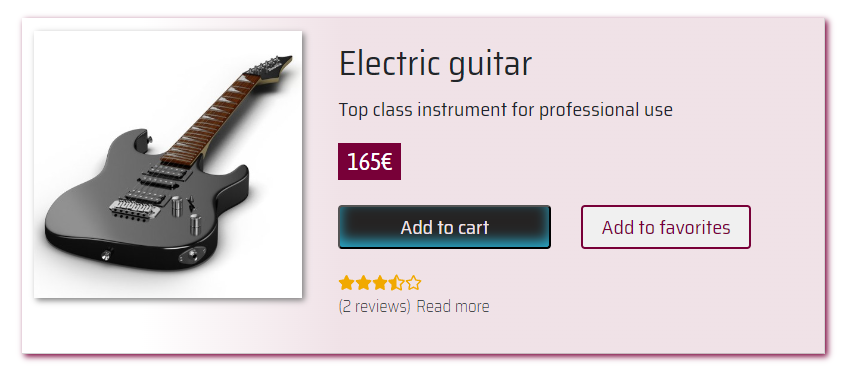 Electric guitar
Top class instrument for professional use
165€
Add to cart
Add to favorites
(2 reviews) Read more